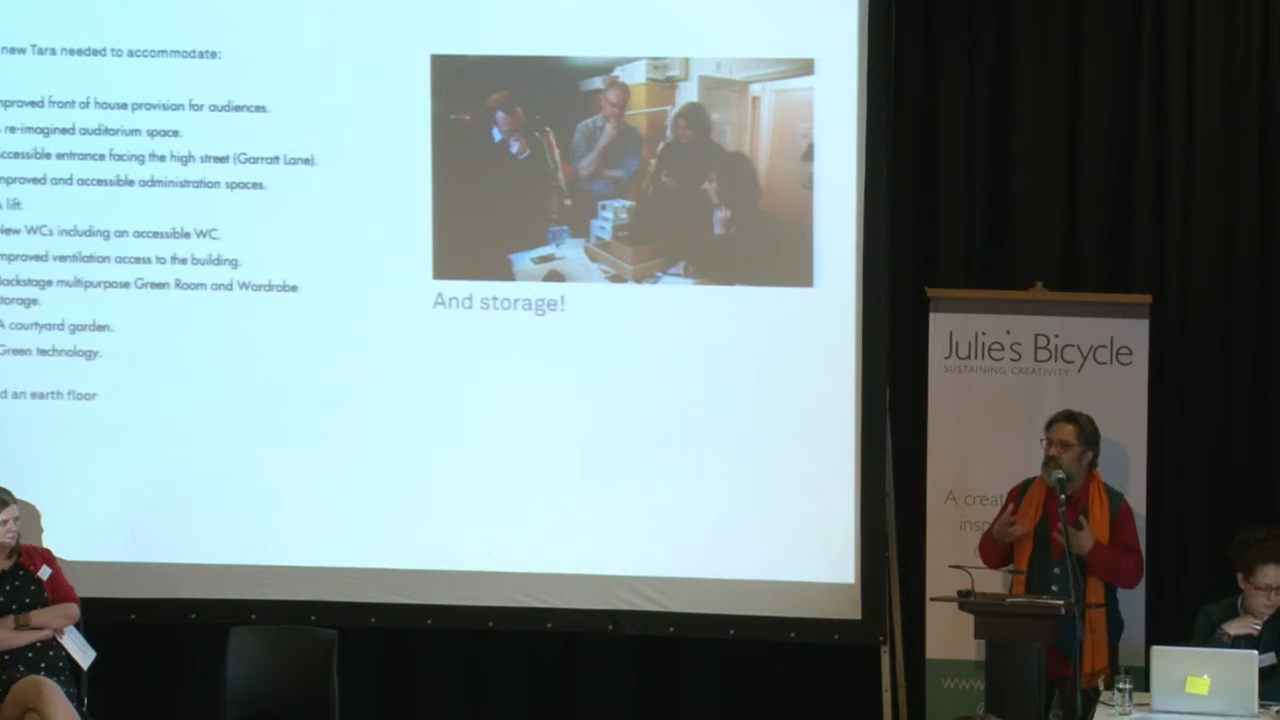 new Tara needed to accommodate:
mproved front of house provision for audiences.
re-imagined auditorium space.
accessible entrance facing the high street (Garratt Lane).
mproved and accessible administration spaces.
lift.
New WCs including an accessible WC.
mproved ventilation access to the building.
Backstage multipurpose Green Room and Wardrobe
torage.
A courtyard garden.
Green technology.
d an earth floor
And storage!
Julie's Bicycle
SUSTAINING CREATIVITY
A creat
insp
www